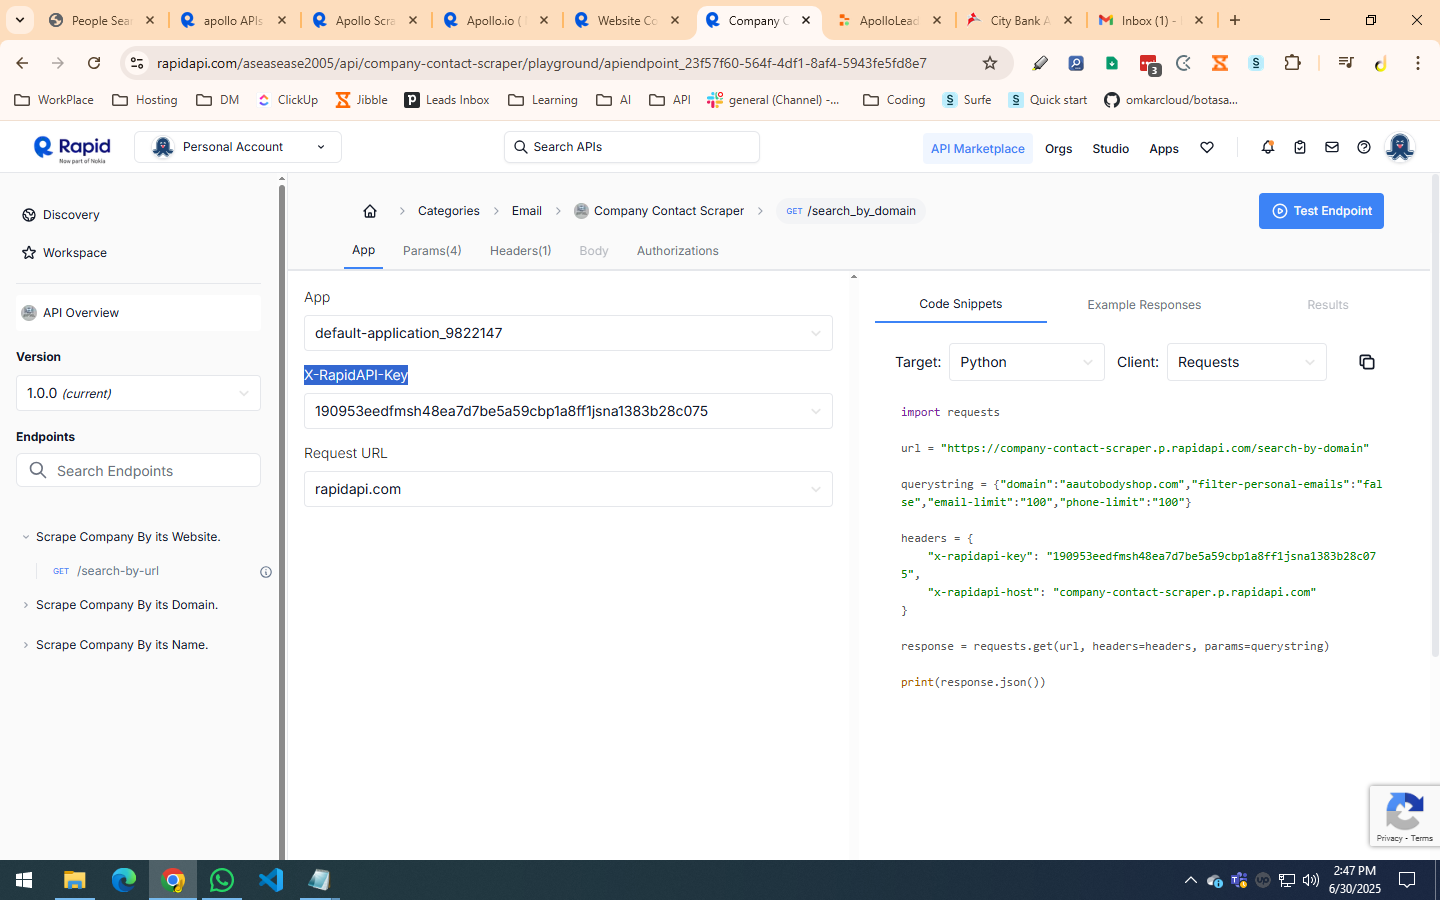 People Sea
apollo APIs
Apollo Scra
Apollo.io (
Website Co
Company C
ApolloLead
City Bank A
Inbox (1) -
rapidapi.com/aseasease2005/api/company-contact-scraper/playground/apiendpoint_23f57f60-564f-4df1-8af4-5943fe5fd8e7
3
WorkPlace
Hosting
DM
ClickUp
Jibble
Leads Inbox
Learning
AI
API
general (Channel) -...
Coding
Surfe
Quick start
omkarcloud/botasa...
Rapid
Now part of Nokia
Personal Account
Search APIs
API Marketplace
Orgs
Studio
Apps
Discovery
Workspace
API Overview
Version
1.0.0 (current)
Endpoints
Search Endpoints
Scrape Company By its Website.
GET /search-by-url
Scrape Company By its Domain.
Scrape Company By its Name.
Categories
Email
Company Contact Scraper
GET /search_by_domain
Test Endpoint
App
Params(4)
Headers(1)
Body
Authorizations
App
default-application_9822147
X-RapidAPI-Key
190953eedfmsh48ea7d7be5a59cbp1a8ff1jsna1383b28c075
Request URL
rapidapi.com
Code Snippets
Example Responses
Results
Target:
Python
Client:
Requests
import requests
url = "https://company-contact-scraper.p.rapidapi.com/search-by-domain"
querystring = {"domain":"aautobodyshop.com","filter-personal-emails":"fal
se","email-limit":"100","phone-limit":"100"}
headers = {
"x-rapidapi-key": "190953eedfmsh48ea7d7be5a59cbp1a8ff1jsna1383b28c07
5",
"x-rapidapi-host": "company-contact-scraper.p.rapidapi.com"
}
response = requests.get(url, headers=headers, params=querystring)
print(response.json())
Privacy - Terms
2:47 PM
6/30/2025